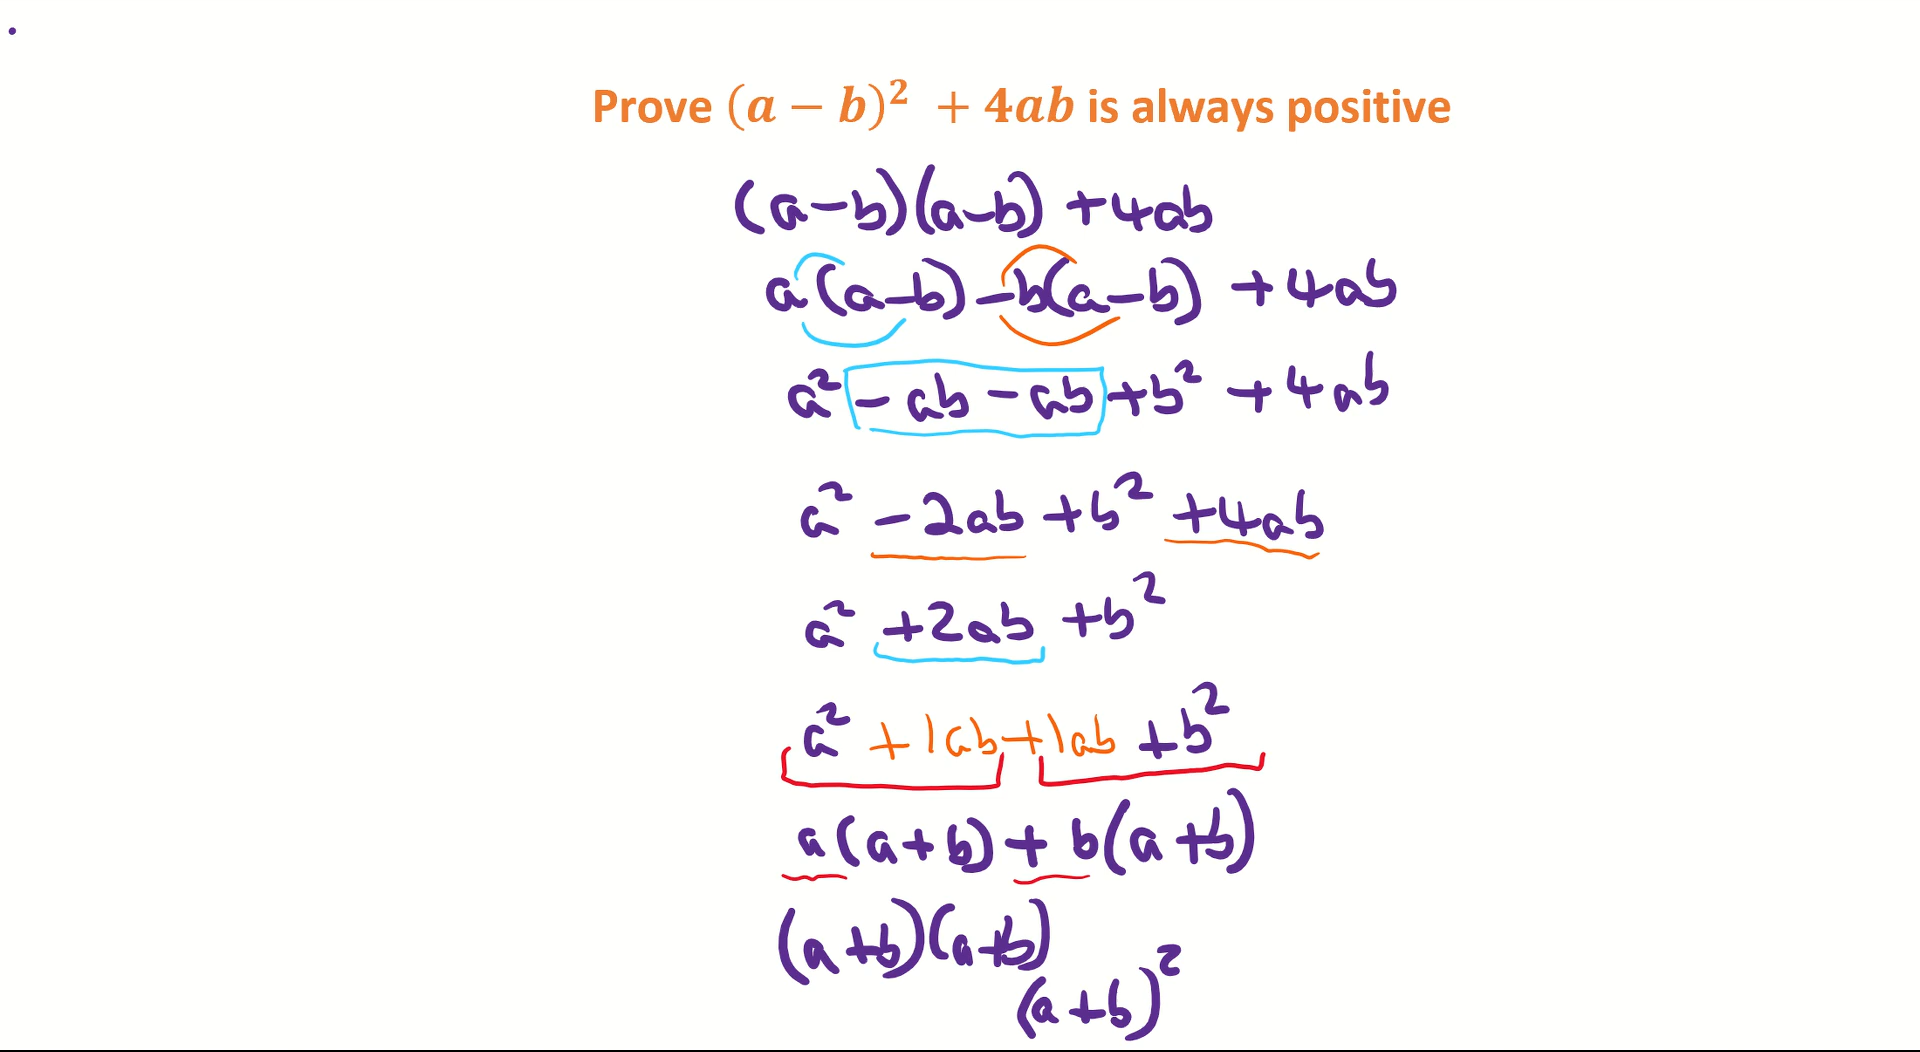 Prove (a − b)² + 4ab is always positive
(a-b)(a-b) +4ab
a(a-b) -b(a-b) +4ab
a² -ab -ab +b² +4ab
a² -2ab +b² +4ab
a² +2ab +b²
a² +1ab +1ab +b²
a(a+b) + b(a+b)
(a+b)(a+b)
(a+b)²